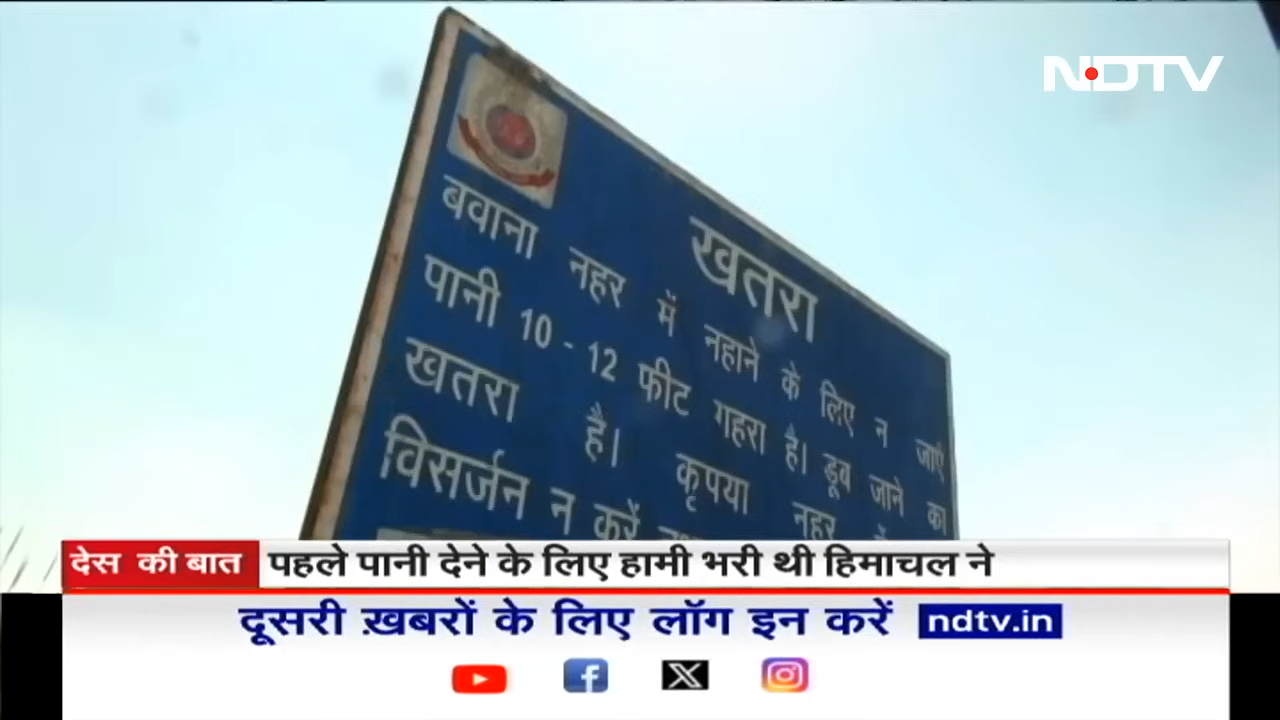 NDTV
खतरा
बवाना नहर में नहाने के लिए न जाएँ
पानी 10 - 12 फीट गहरा है। डूब जाने का
खतरा है। कृपया नहर में
विसर्जन न करें
देस की बात पहले पानी देने के लिए हामी भरी थी हिमाचल ने
दूसरी ख़बरों के लिए लॉग इन करें ndtv.in